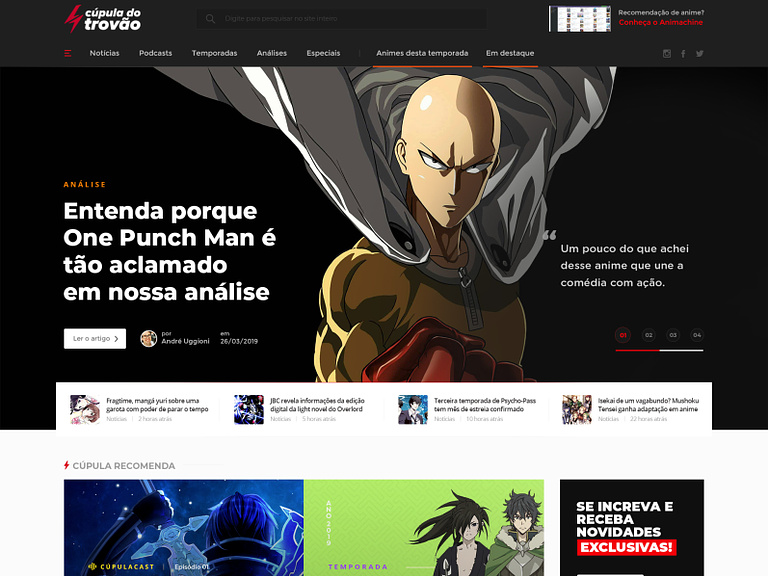 cúpula do
trovão
Digite para pesquisar no site inteiro
Recomendação de anime?
Conheça o Animachine
Notícias
Podcasts
Temporadas
Análises
Especiais
Animes desta temporada
Em destaque
ANÁLISE
Entenda porque
One Punch Man é
tão aclamado
em nossa análise
“
Um pouco do que achei
desse anime que une a
comédia com ação.
Ler o artigo
por
André Uggioni
em
26/03/2019
01
02
03
04
Fragtime, mangá yuri sobre uma
garota com poder de parar o tempo
Notícias
2 horas atrás
JBC revela informações da edição
digital da light novel do Overlord
Notícias
5 horas atrás
Terceira temporada de Psycho-Pass
tem mês de estreia confirmado
Notícias
10 horas atrás
Isekai de um vagabundo? Mushoku
Tensei ganha adaptação em anime
Notícias
22 horas atrás
CÚPULA RECOMENDA
CÚPULACAST
Episódio 01
ANO 2019
TEMPORADA
SE INCREVA E
RECEBA
NOVIDADES
EXCLUSIVAS!